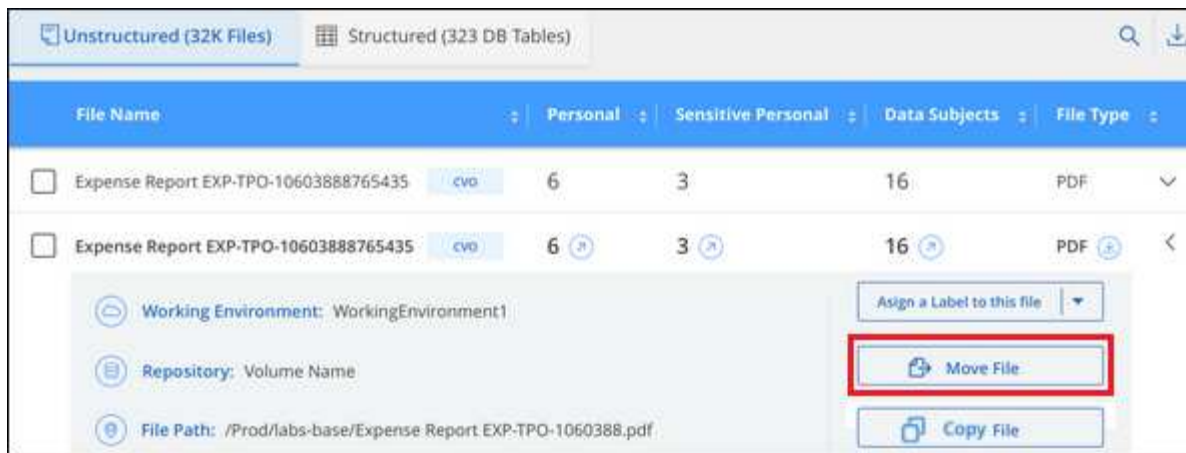 Unstructured (32K Files) Structured (323 DB Tables)
File Name Personal Sensitive Personal Data Subjects File Type
Expense Report EXP-TPO-10603888765435 CVO 6 3 16 PDF
Expense Report EXP-TPO-10603888765435 CVO 6 3 16 PDF
Working Environment: WorkingEnvironment1 Asign a Label to this file
Repository: Volume Name Move File
File Path: /Prod/labs-base/Expense Report EXP-TPO-1060388.pdf Copy File